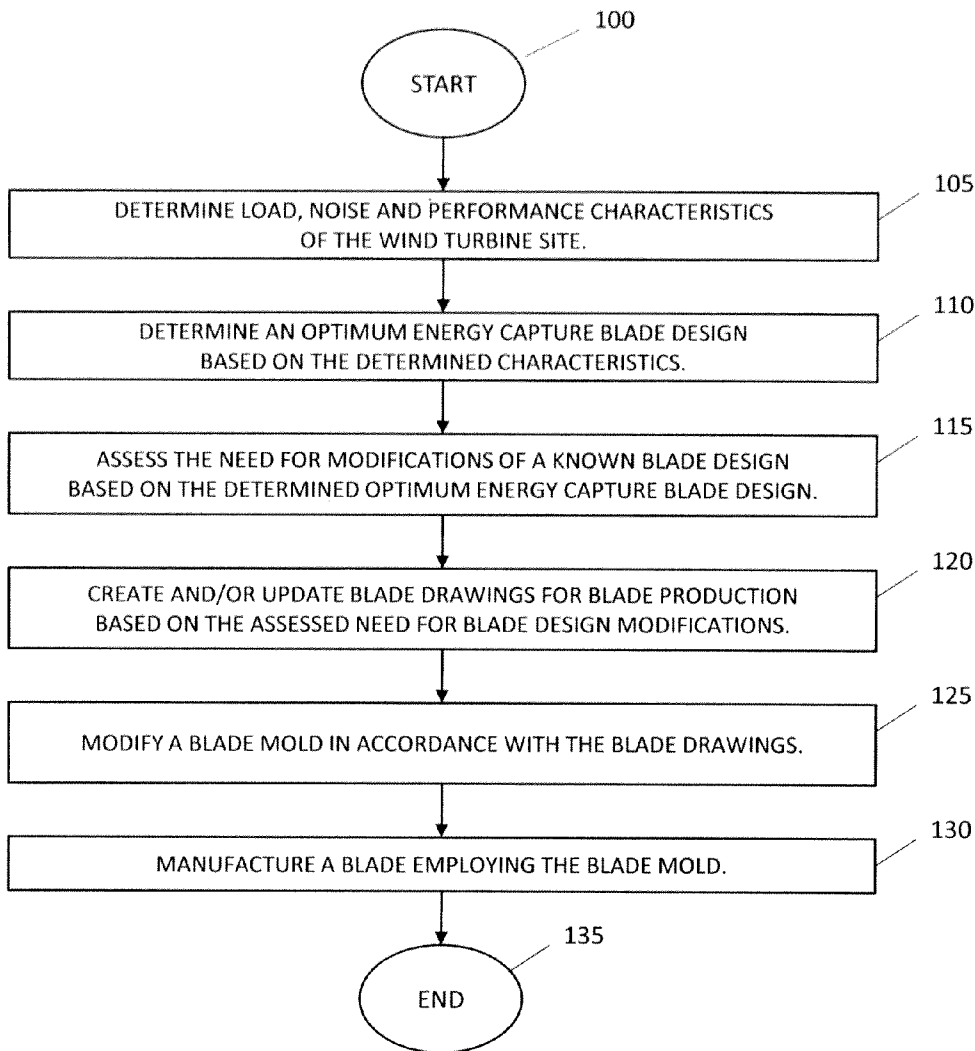 100
START
105
DETERMINE LOAD, NOISE AND PERFORMANCE CHARACTERISTICS
OF THE WIND TURBINE SITE.
110
DETERMINE AN OPTIMUM ENERGY CAPTURE BLADE DESIGN
BASED ON THE DETERMINED CHARACTERISTICS.
115
ASSESS THE NEED FOR MODIFICATIONS OF A KNOWN BLADE DESIGN
BASED ON THE DETERMINED OPTIMUM ENERGY CAPTURE BLADE DESIGN.
120
CREATE AND/OR UPDATE BLADE DRAWINGS FOR BLADE PRODUCTION
BASED ON THE ASSESSED NEED FOR BLADE DESIGN MODIFICATIONS.
125
MODIFY A BLADE MOLD IN ACCORDANCE WITH THE BLADE DRAWINGS.
130
MANUFACTURE A BLADE EMPLOYING THE BLADE MOLD.
135
END